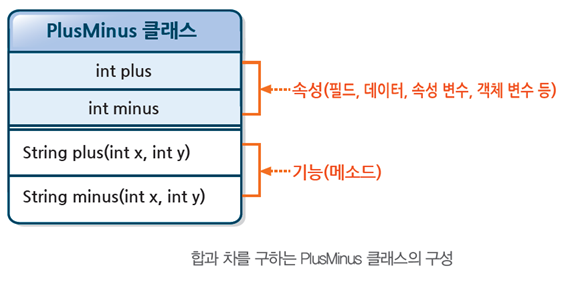 PlusMinus 클래스
int plus
int minus
속성(필드, 데이터, 속성 변수, 객체 변수 등)
String plus(int x, int y)
String minus(int x, int y)
기능(메소드)
합과 차를 구하는 PlusMinus 클래스의 구성